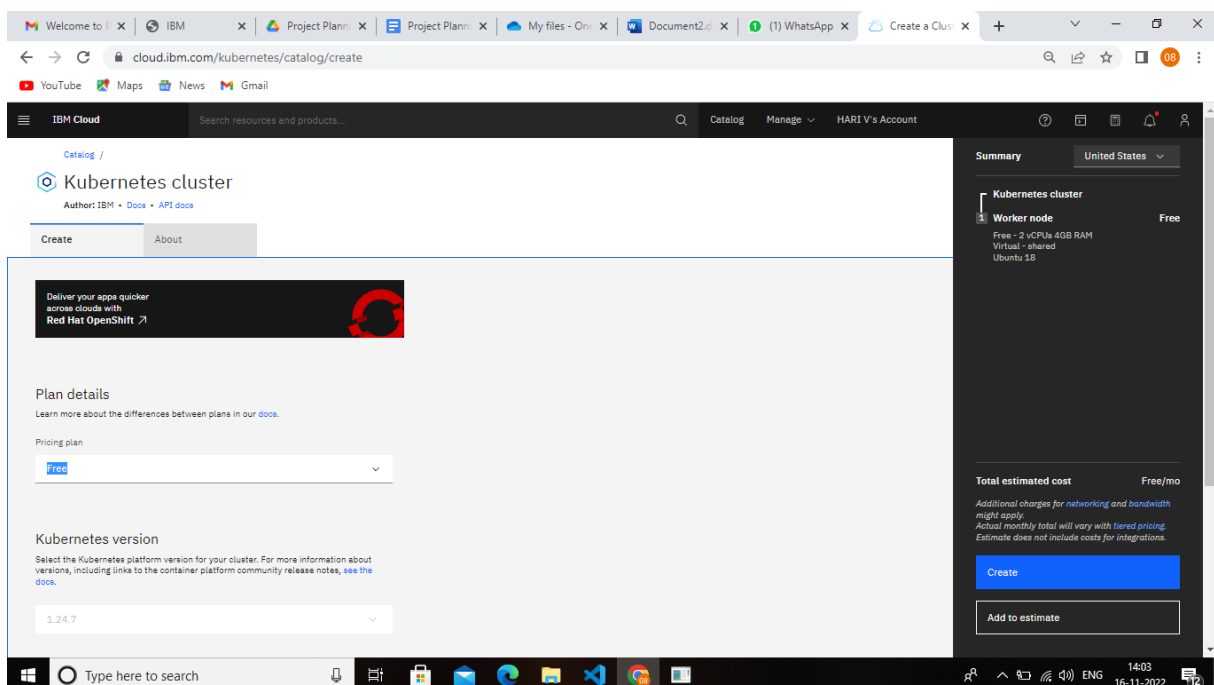 Welcome to F
IBM
Project Plann
Project Plann
My files - One
Document2.d
(1) WhatsApp
Create a Clus
cloud.ibm.com/kubernetes/catalog/create
08
YouTube
Maps
News
Gmail
IBM Cloud
Search resources and products...
Catalog
Manage
HARI V's Account
Catalog /
Kubernetes cluster
Author: IBM • Docs • API docs
Create
About
Deliver your apps quicker
across clouds with
Red Hat OpenShift
Plan details
Learn more about the differences between plans in our docs.
Pricing plan
Free
Kubernetes version
Select the Kubernetes platform version for your cluster. For more information about
versions, including links to the container platform community release notes, see the
docs.
1.24.7
Summary
United States
Kubernetes cluster
1 Worker node Free
Free - 2 vCPUs 4GB RAM
Virtual - shared
Ubuntu 18
Total estimated cost Free/mo
Additional charges for networking and bandwidth
might apply.
Actual monthly total will vary with tiered pricing.
Estimate does not include costs for integrations.
Create
Add to estimate
Type here to search
ENG
14:03
16-11-2022